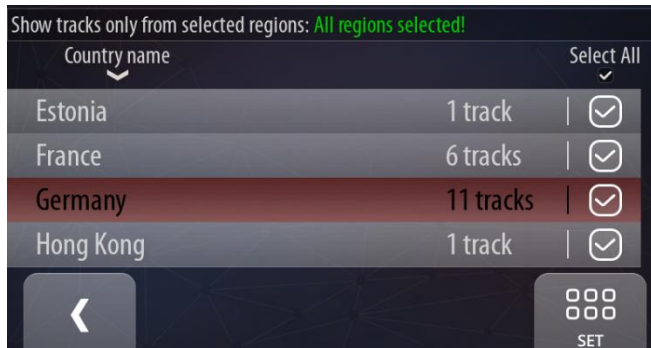 Show tracks only from selected regions: All regions selected!
Country name Select All
Estonia 1 track
France 6 tracks
Germany 11 tracks
Hong Kong 1 track
SET